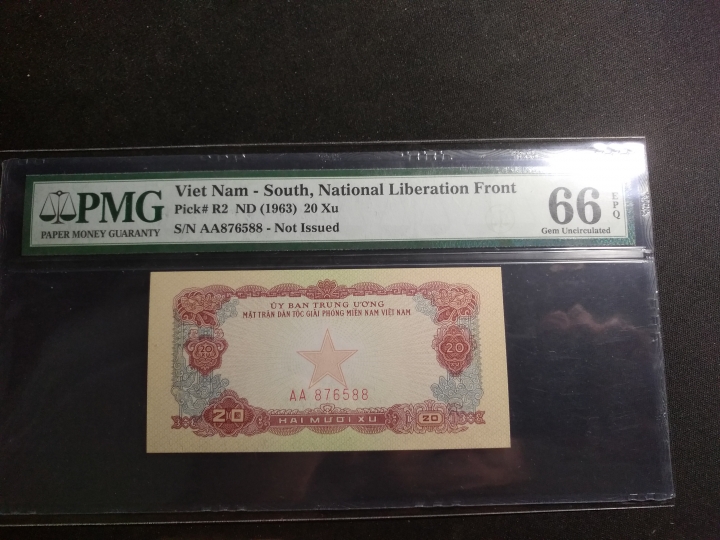 PMG
PAPER MONEY GUARANTY
Viet Nam - South, National Liberation Front
Pick# R2 ND (1963) 20 Xu
S/N AA876588 - Not Issued
66 EPQ
Gem Uncirculated
ỦY BAN TRUNG ƯƠNG
MẶT TRẬN DÂN TỘC GIẢI PHÓNG MIỀN NAM VIỆT NAM
20
20
AA 876588
20
HAI MƯƠI XU
20